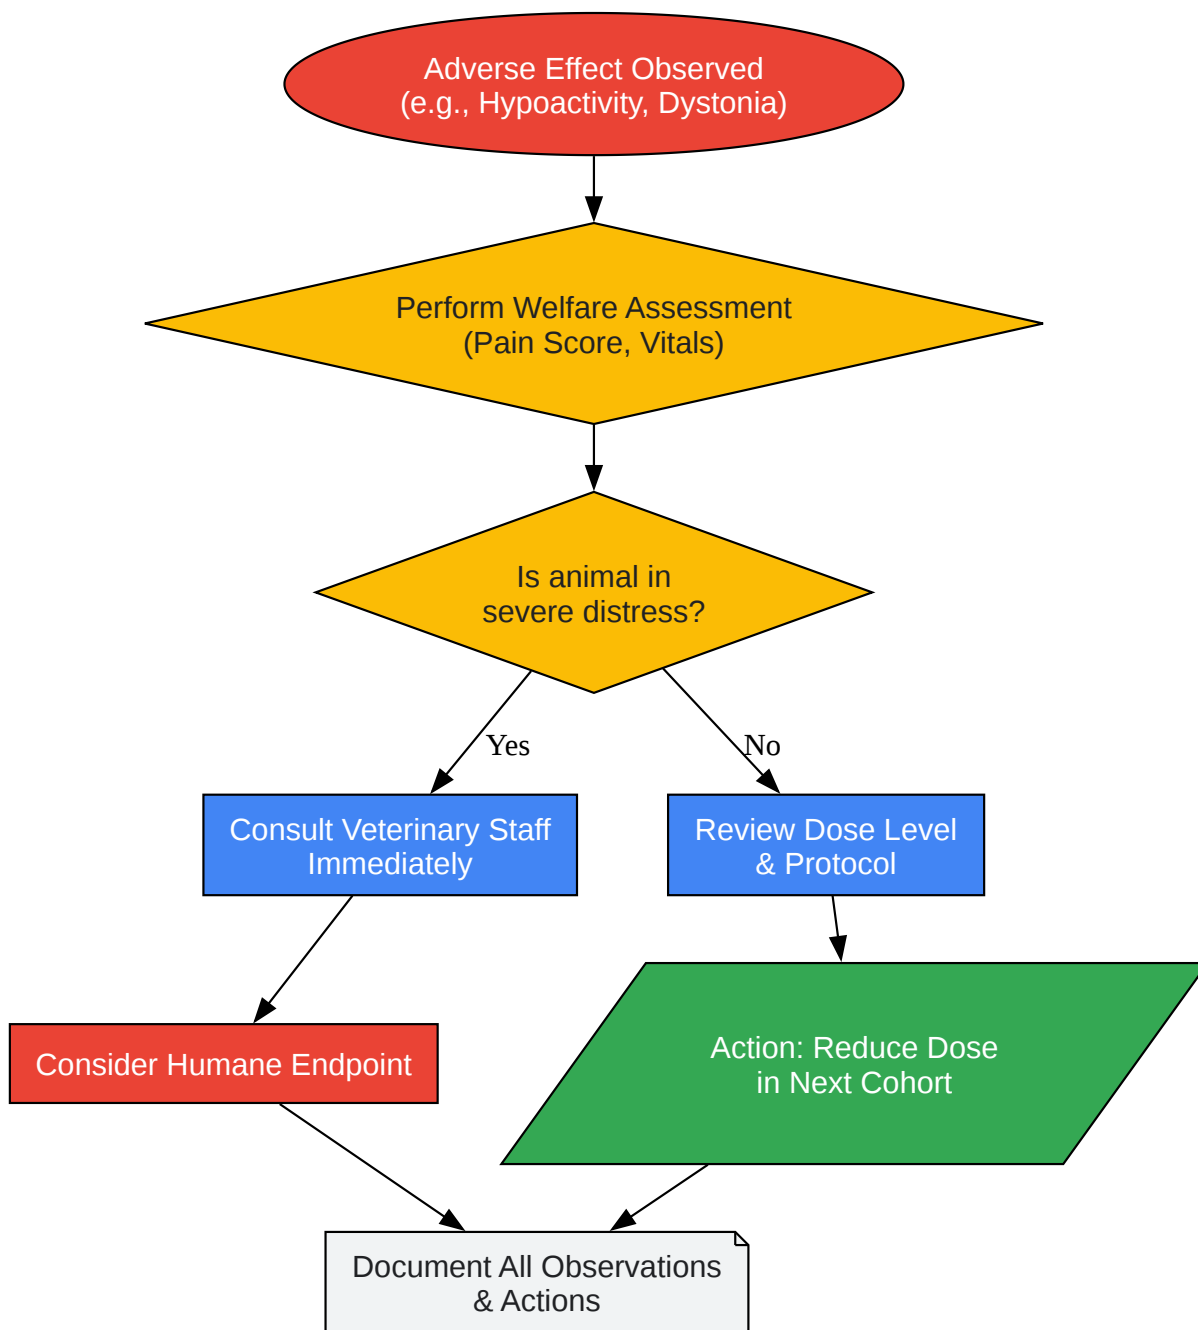 Adverse Effect Observed
(e.g., Hypoactivity, Dystonia)
Perform Welfare Assessment
(Pain Score, Vitals)
Is animal in
severe distress?
Yes
No
Consult Veterinary Staff
Immediately
Review Dose Level
& Protocol
Consider Humane Endpoint
Action: Reduce Dose
in Next Cohort
Document All Observations
& Actions